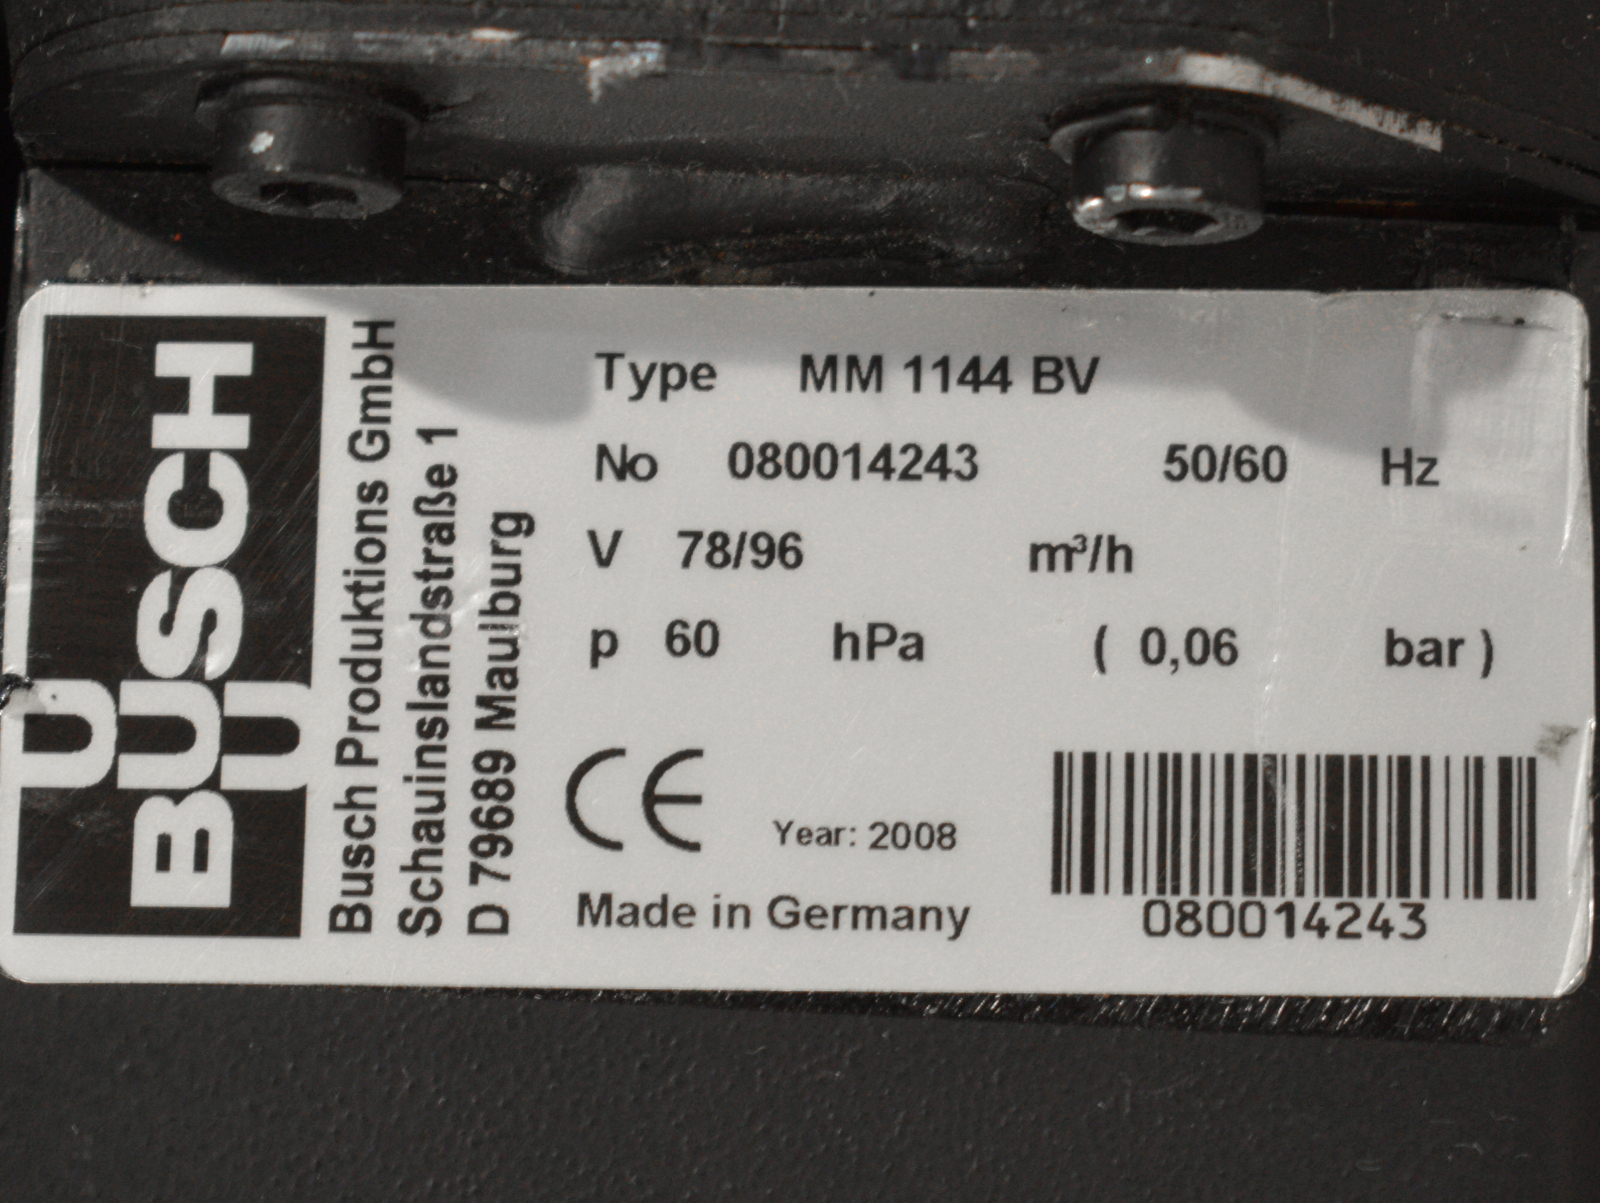 BUSCH
U
U
Busch Produktions GmbH
Schauinslandstraße 1
D 79689 Maulburg
Type MM 1144 BV
No 080014243 50/60 Hz
V 78/96 m³/h
p 60 hPa ( 0,06 bar )
CE
Year: 2008
Made in Germany
080014243